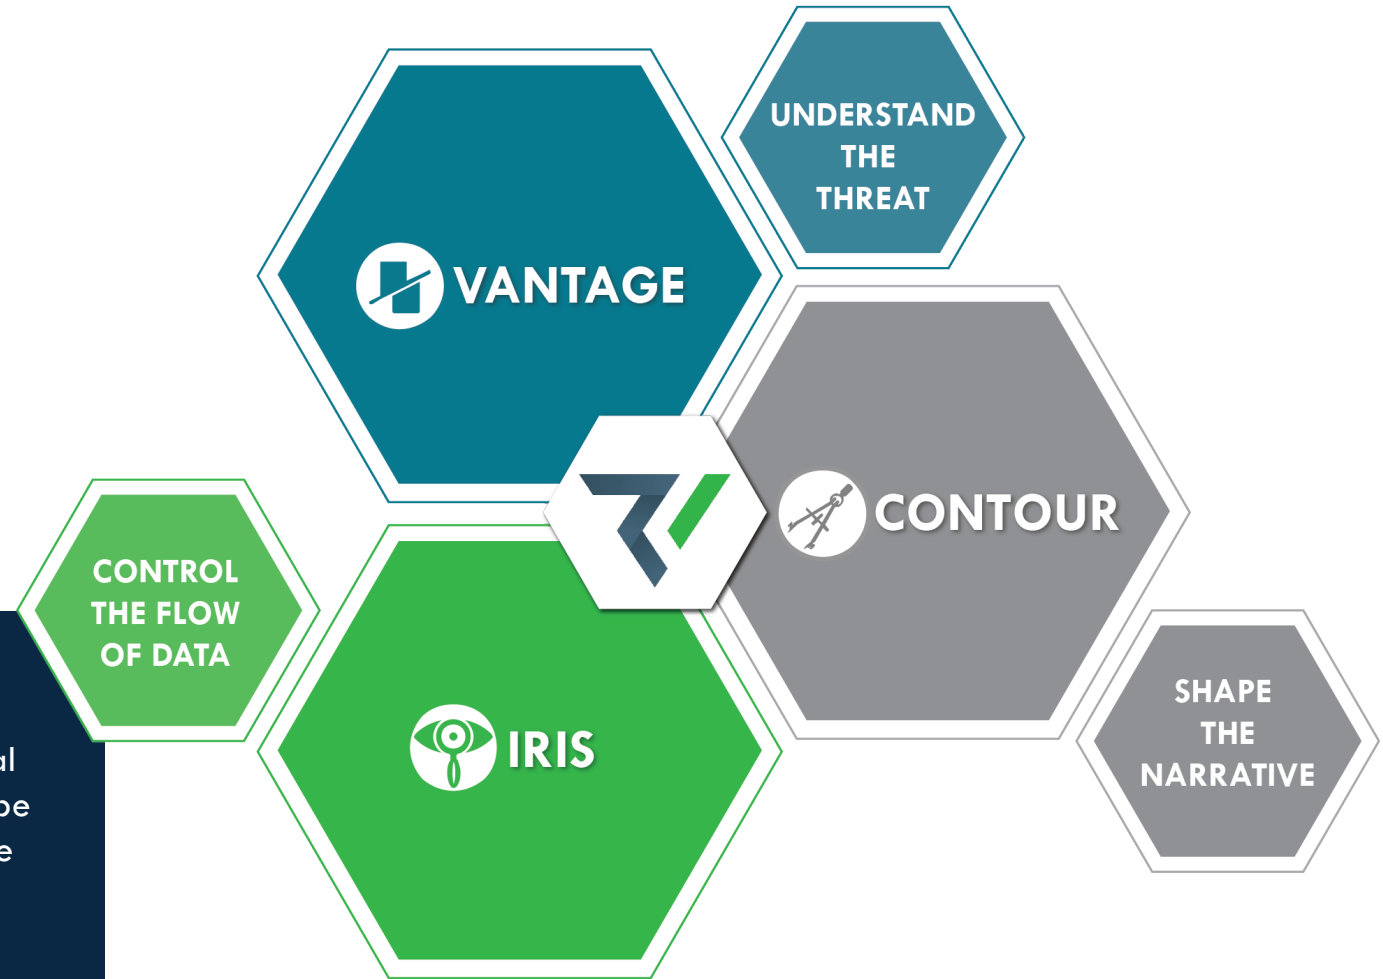 UNDERSTAND
THE
THREAT
VANTAGE
CONTOUR
CONTROL
THE FLOW
OF DATA
IRIS
SHAPE
THE
NARRATIVE